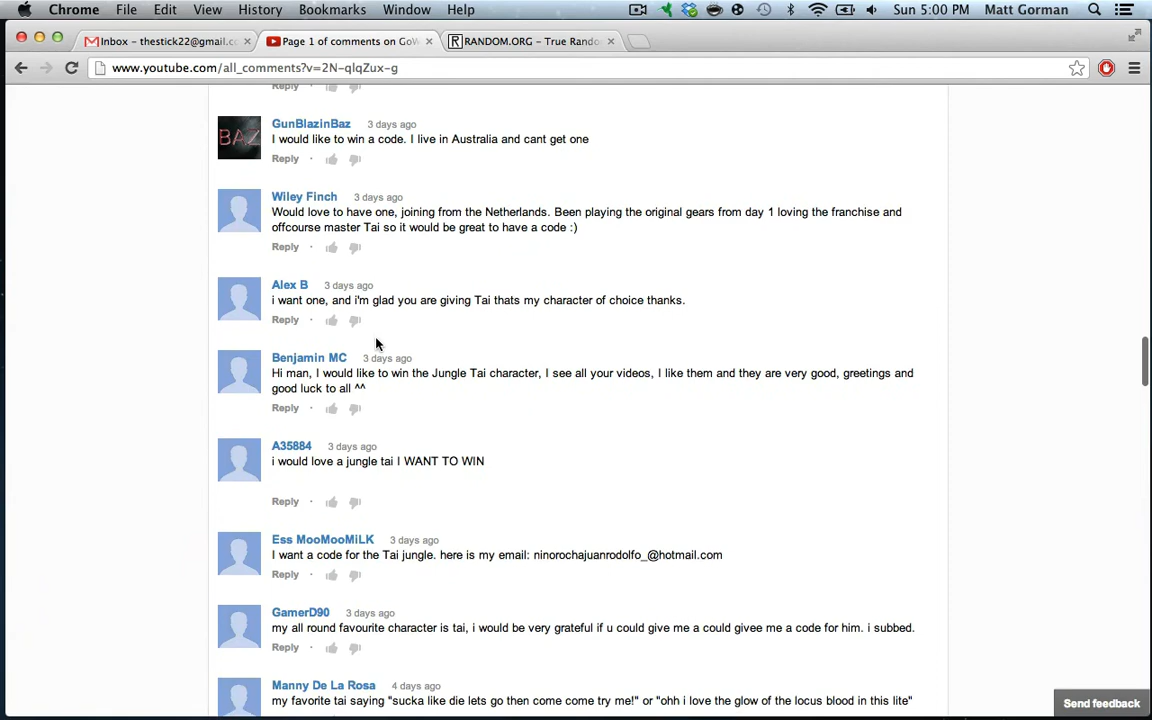 Chrome File Edit View History Bookmarks Window Help Sun 5:00 PM Matt Gorman
Inbox - thestick22@gmail.c Page 1 of comments on GoW RANDOM.ORG - True Rando
www.youtube.com/all_comments?v=2N-qlqZux-g
Reply
BAZ
GunBlazinBaz 3 days ago
I would like to win a code. I live in Australia and cant get one
Reply ·
Wiley Finch 3 days ago
Would love to have one, joining from the Netherlands. Been playing the original gears from day 1 loving the franchise and
offcourse master Tai so it would be great to have a code :)
Reply ·
Alex B 3 days ago
i want one, and i'm glad you are giving Tai thats my character of choice thanks.
Reply ·
Benjamin MC 3 days ago
Hi man, I would like to win the Jungle Tai character, I see all your videos, I like them and they are very good, greetings and
good luck to all ^^
Reply ·
A35884 3 days ago
i would love a jungle tai I WANT TO WIN
Reply ·
Ess MooMooMiLK 3 days ago
I want a code for the Tai jungle. here is my email: ninorochajuanrodolfo_@hotmail.com
Reply ·
GamerD90 3 days ago
my all round favourite character is tai, i would be very grateful if u could give me a could givee me a code for him. i subbed.
Reply ·
Manny De La Rosa 4 days ago
my favorite tai saying "sucka like die lets go then come come try me!" or "ohh i love the glow of the locus blood in this lite"
Send feedback